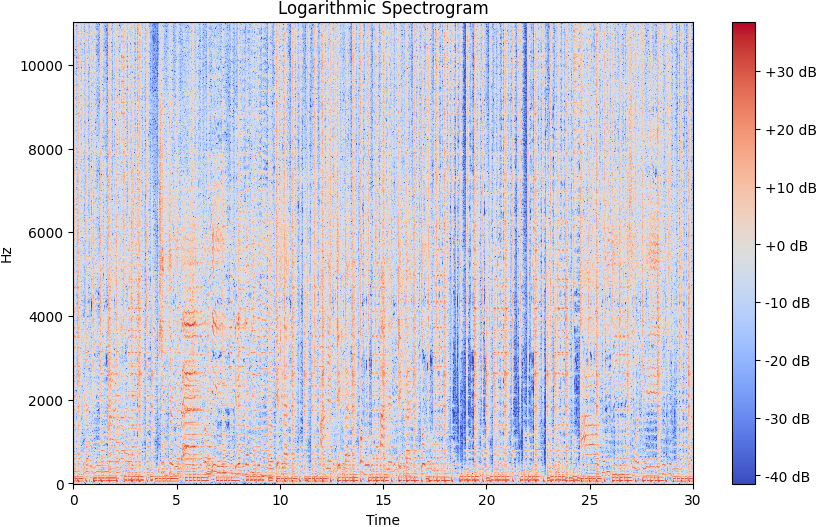 Logarithmic Spectrogram
Hz
10000
8000
6000
4000
2000
0
0 5 10 15 20 25 30
Time
+30 dB
+20 dB
+10 dB
+0 dB
-10 dB
-20 dB
-30 dB
-40 dB